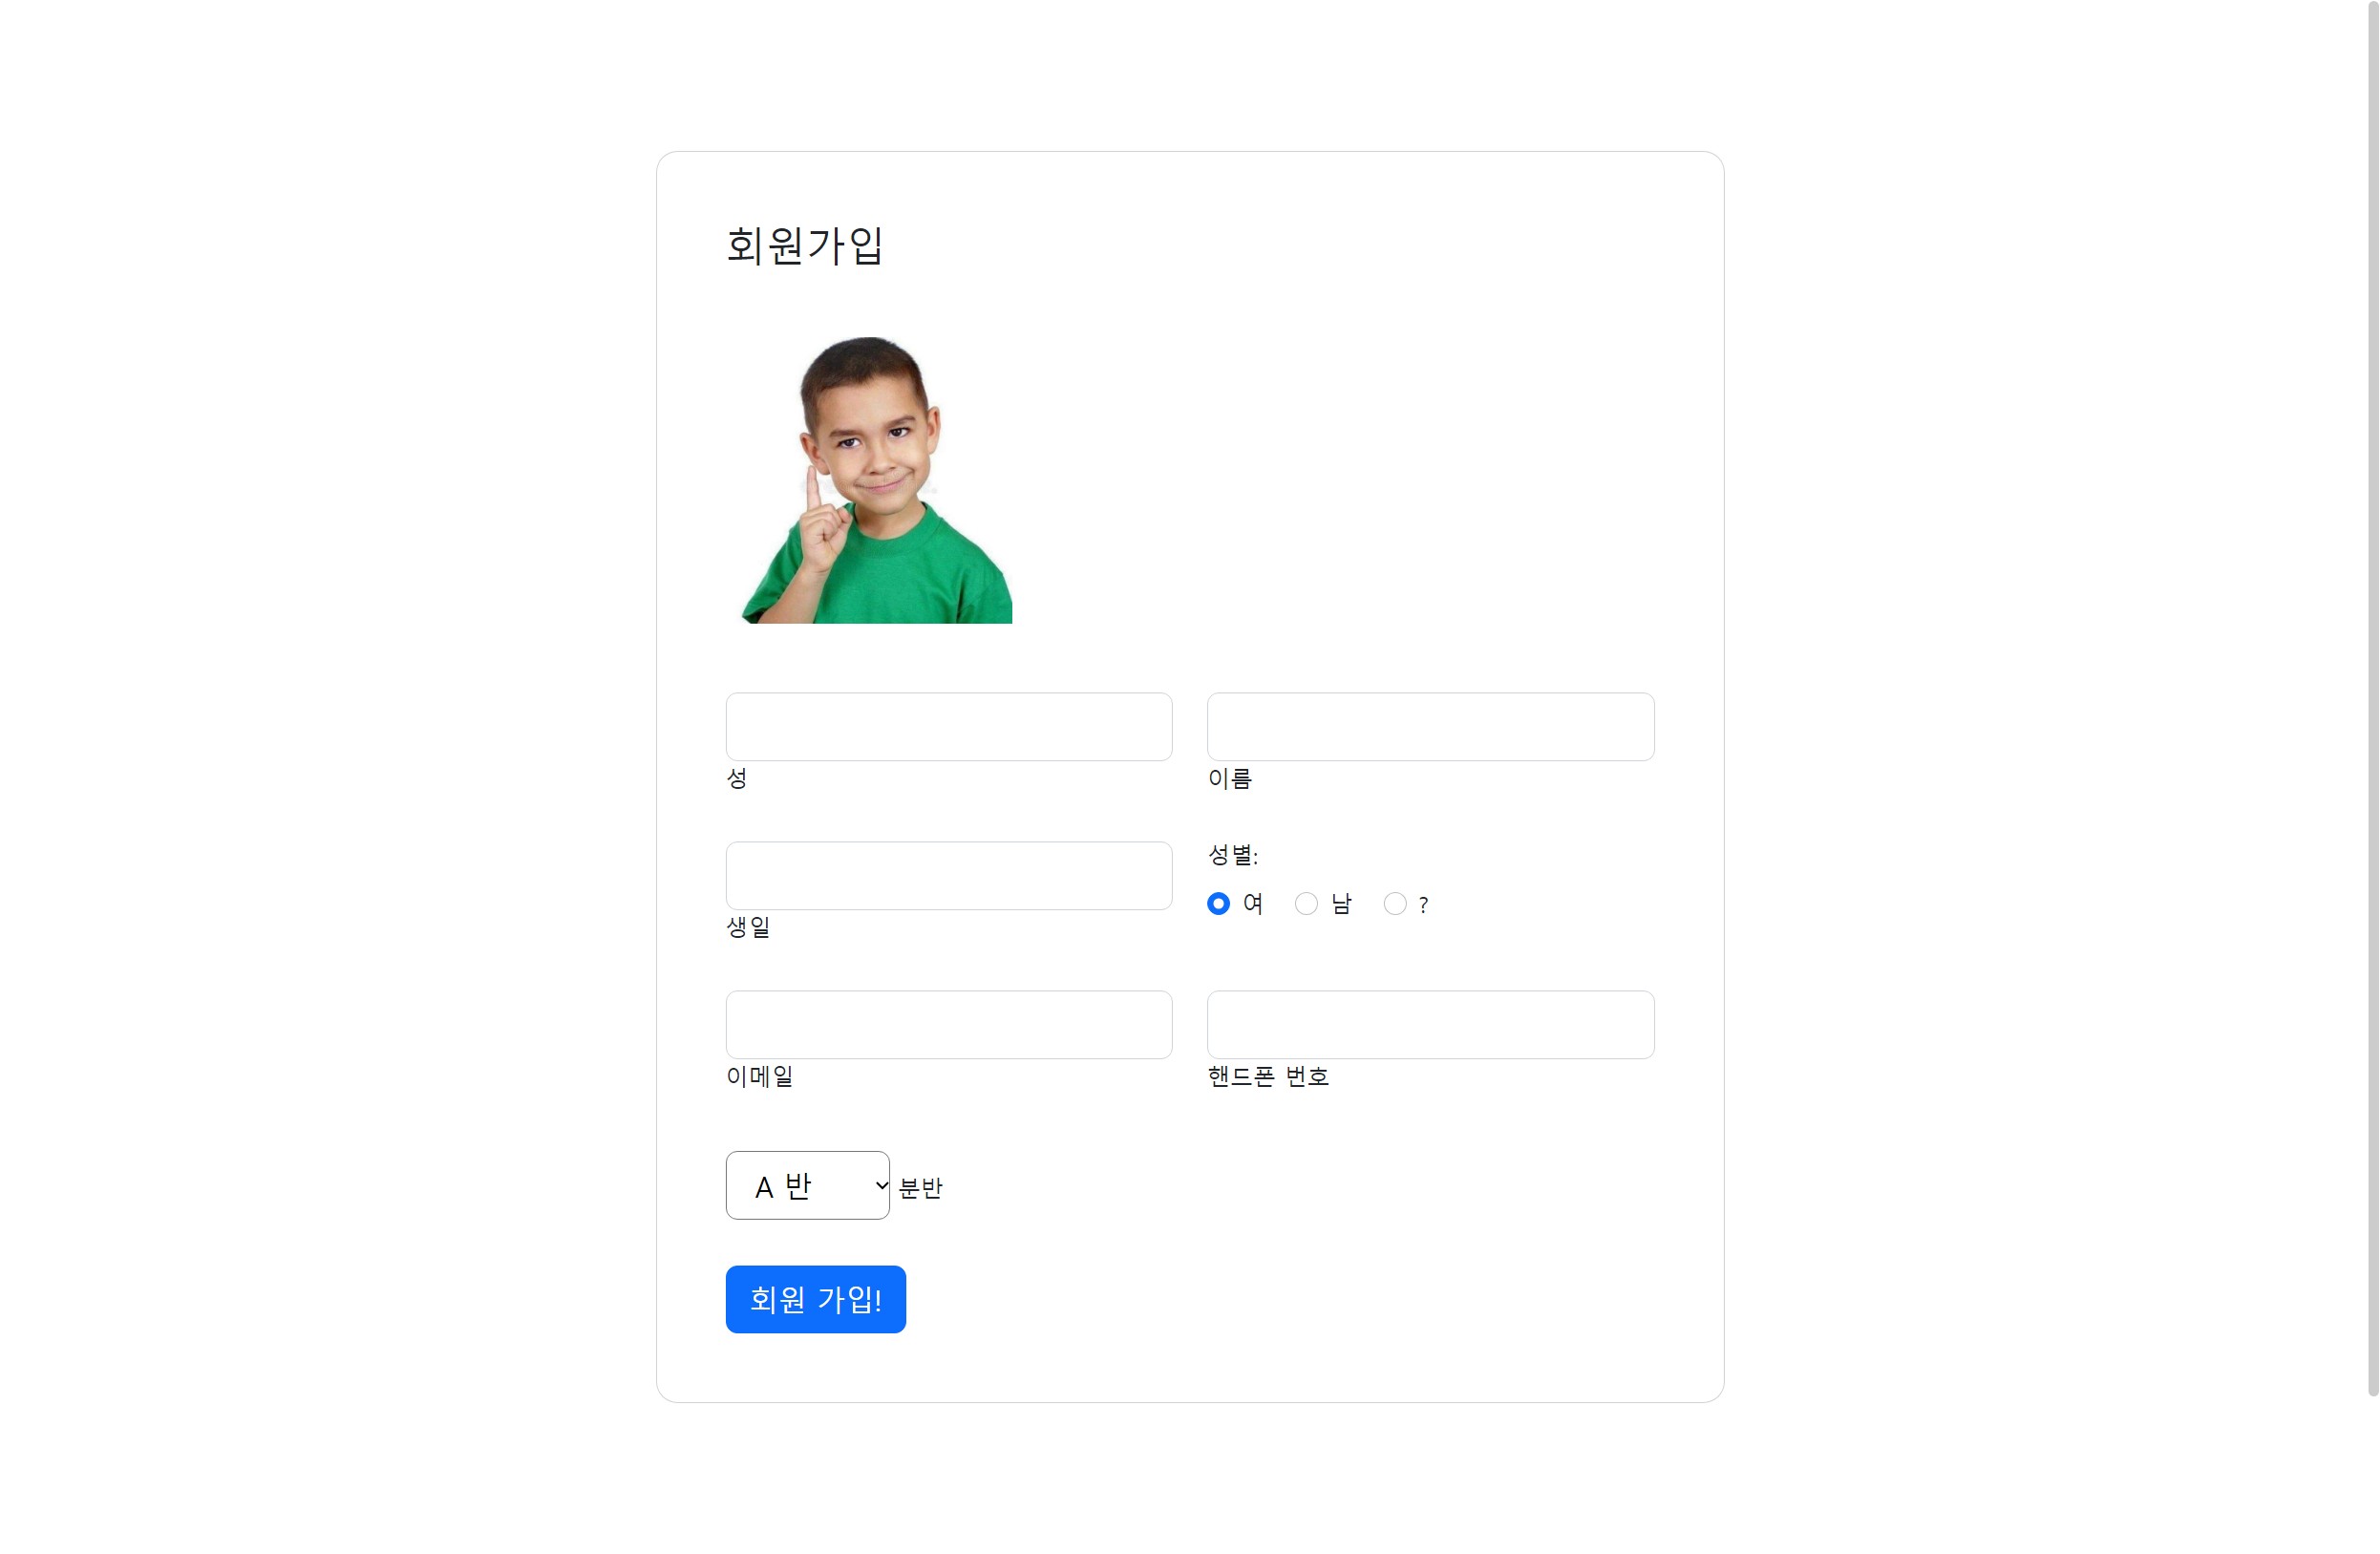 회원가입
성
이름
생일
성별:
여 남 ?
이메일
핸드폰 번호
A 반 분반
회원 가입!